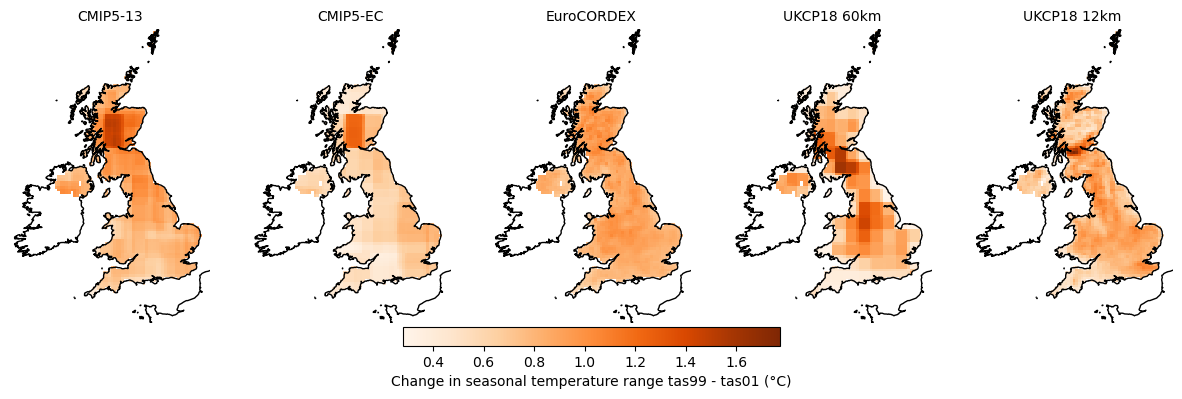 CMIP5-13 CMIP5-EC EuroCORDEX UKCP18 60km UKCP18 12km
0.4 0.6 0.8 1.0 1.2 1.4 1.6
Change in seasonal temperature range tas99 - tas01 (°C)